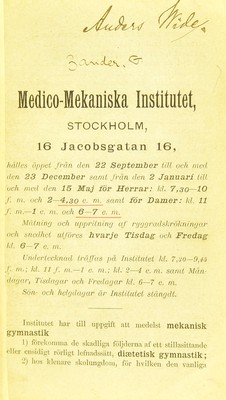 Anders Wide.
Zander. G
Medico-Mekaniska Institutet,
STOCKHOLM,
16 Jacobsgatan 16,
hålles öppet från den 22 September till och med
den 23 December samt från den 2 Januari till
och med den 15 Maj för Herrar: kl 7,30—10
f. m. och 2—4,30 e. m. samt för Damer: kl. 11
f. m.—1 e. m. och 6—7 e. m.
Mätning och uppritning af ryggradskrökningar
och snedhet utföres hvarje Tisdag och Fredag
kl. 6—7 e. m.
Undertecknad träffas på Institutet kl. 7,30—9,45
f. m.; kl. 11 f. m.—1 e. m.; kl. 2—4 e. m. samt Mån-
dagar, Tisdagar och Fredagar kl. 6—7 e. m.
Sön- och helgdagar är Institutet stängdt.
Institutet har till uppgift att medelst mekanisk
gymnastik
1) förekomma de skadliga följderna af ett stillasittande
eller ensidigt rörligt lefnadssätt, diætetisk gymnastik;
2) hos klenare skolungdom, för hvilken den vanliga